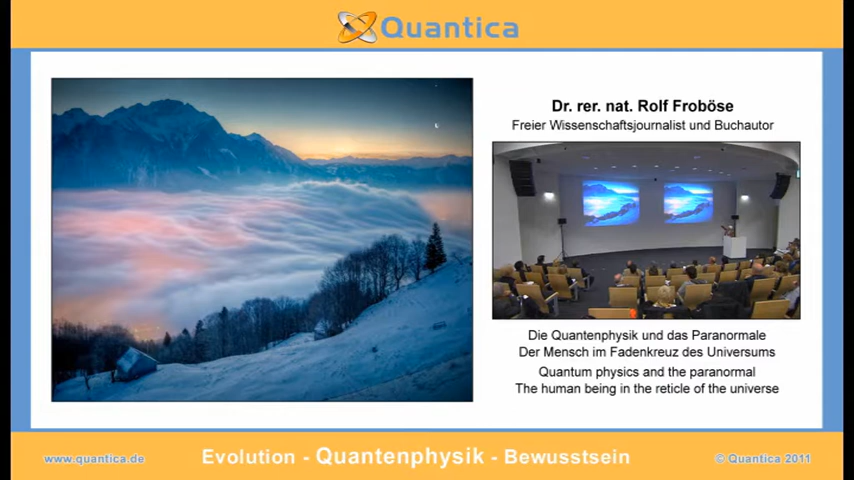 Quantica
Dr. rer. nat. Rolf Froböse
Freier Wissenschaftsjournalist und Buchautor
Die Quantenphysik und das Paranormale
Der Mensch im Fadenkreuz des Universums
Quantum physics and the paranormal
The human being in the reticle of the universe
www.quantica.de
Evolution - Quantenphysik - Bewusstsein
© Quantica 2011